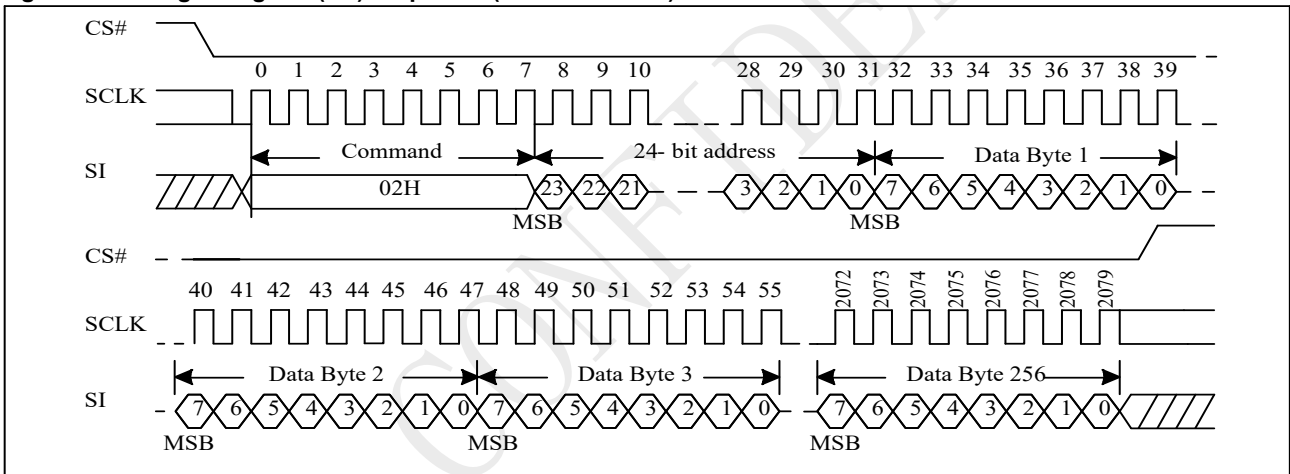 CS#
0 1 2 3 4 5 6 7 8 9 10 28 29 30 31 32 33 34 35 36 37 38 39
SCLK
Command 24- bit address Data Byte 1
SI
02H 23 22 21 3 2 1 0 7 6 5 4 3 2 1 0
MSB MSB
CS#
40 41 42 43 44 45 46 47 48 49 50 51 52 53 54 55 2072 2073 2074 2075 2076 2077 2078 2079
SCLK
Data Byte 2 Data Byte 3 Data Byte 256
SI
7 6 5 4 3 2 1 0 7 6 5 4 3 2 1 0 7 6 5 4 3 2 1 0
MSB MSB MSB